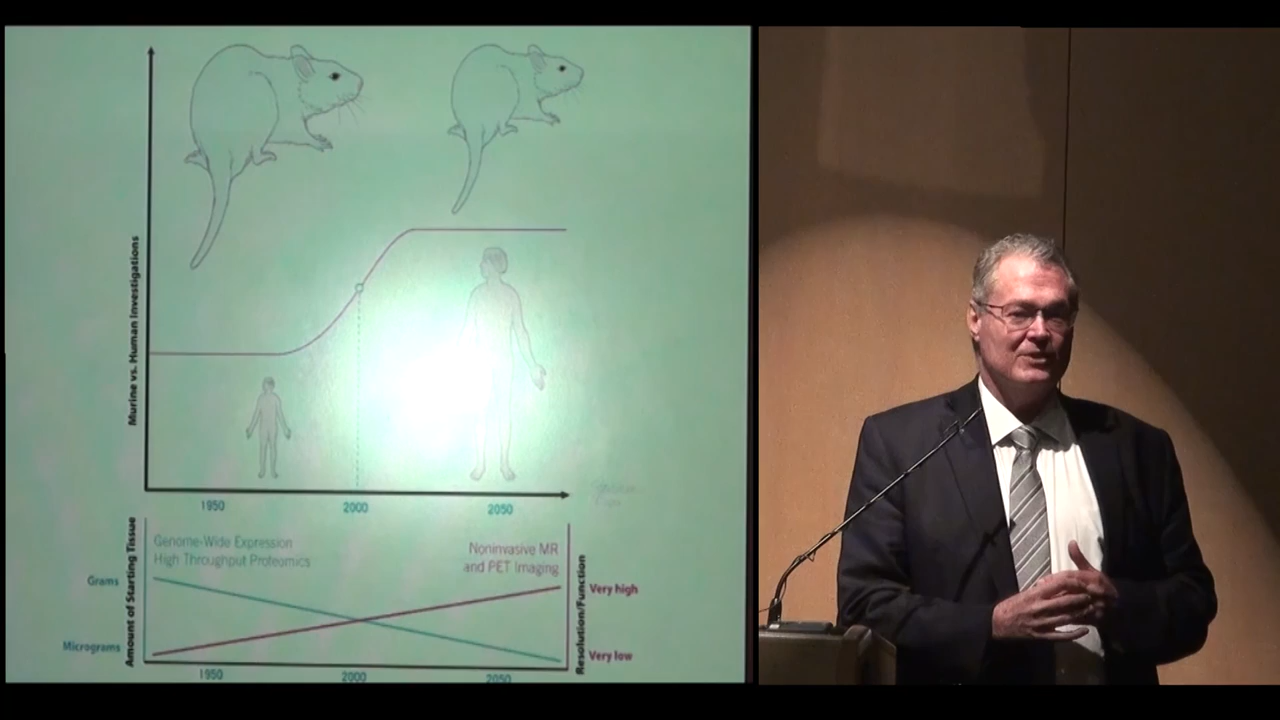 Murine vs. Human Investigations
1950
2000
2050
Amount of Starting Tissue
Genome-Wide Expression
High Throughput Proteomics
Noninvasive MR
and PET Imaging
Grams
Micrograms
Very high
Very low
Resolution/Function
1950
2000
2050